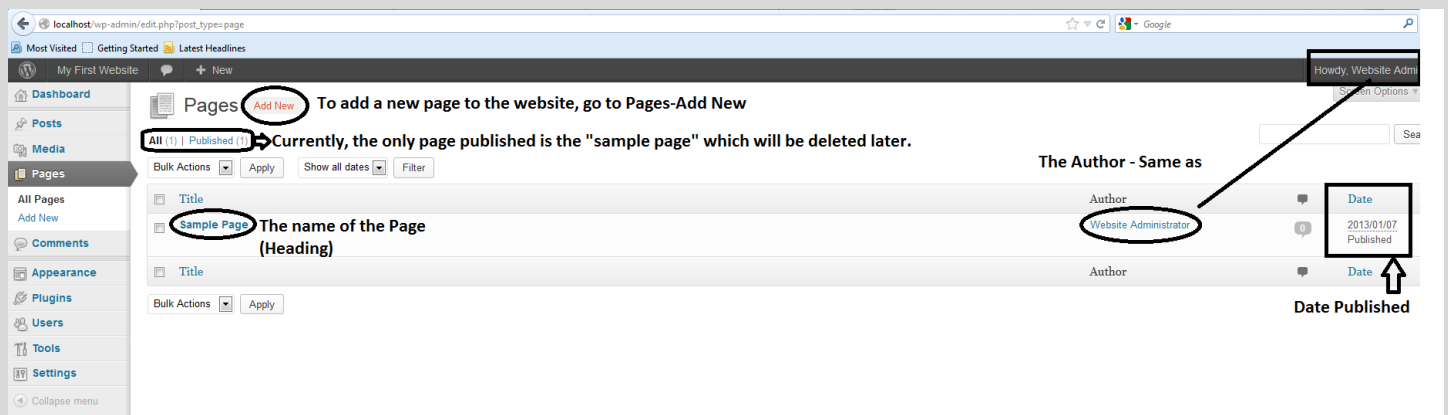 localhost/wp-admin/edit.php?post_type=page
Google
Most Visited Getting Started Latest Headlines
My First Website + New
Howdy, Website Admi
Dashboard
Posts
Media
Pages
All Pages
Add New
Comments
Appearance
Plugins
Users
Tools
Settings
Collapse menu
Screen Options
Pages Add New To add a new page to the website, go to Pages-Add New
All (1) | Published (1) Currently, the only page published is the "sample page" which will be deleted later.
Sea
Bulk Actions Apply Show all dates Filter
The Author - Same as
Title Author Date
Sample Page The name of the Page
(Heading)
Website Administrator 0 2013/01/07
Published
Title Author Date
Bulk Actions Apply
Date Published